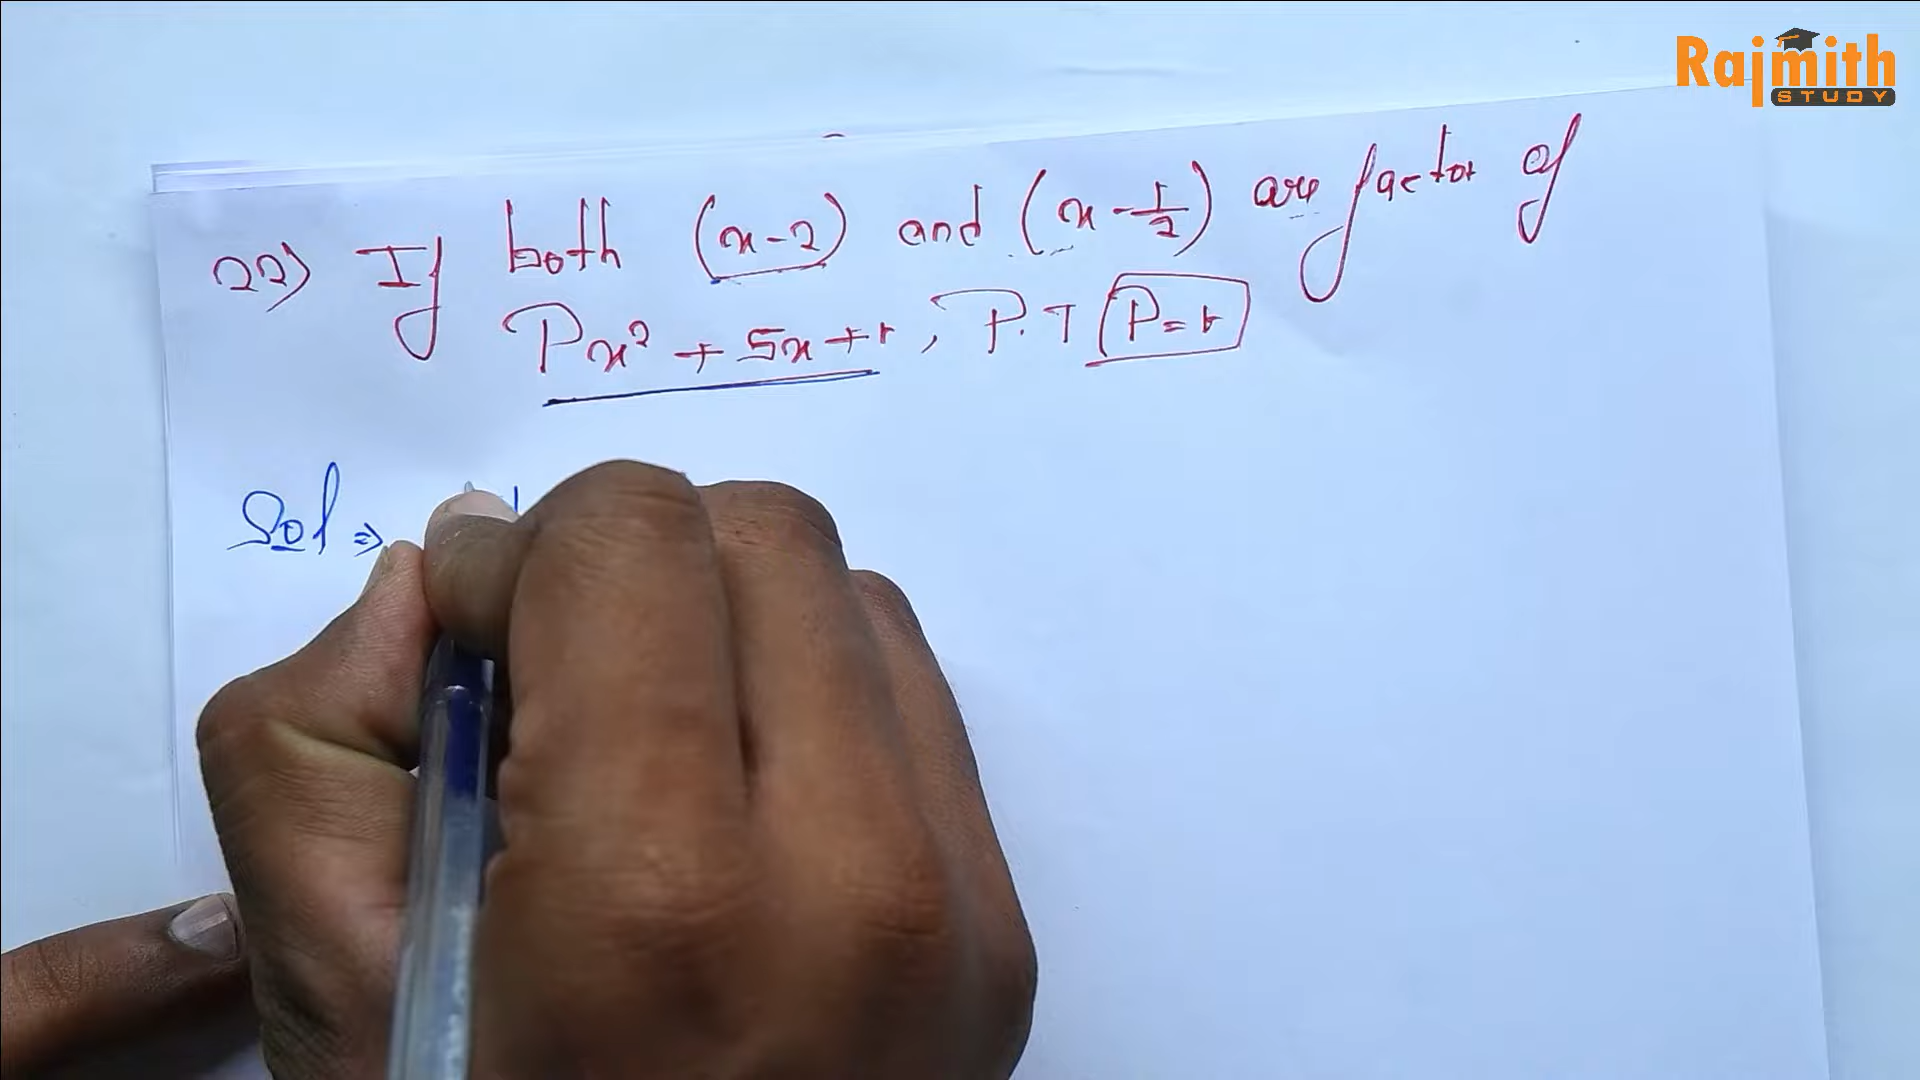 Rajmith
STUDY
22) If both (x-2) and (x-1/2) are factor of
Px² + 5x + r, P.T P=r
Sol ⇒